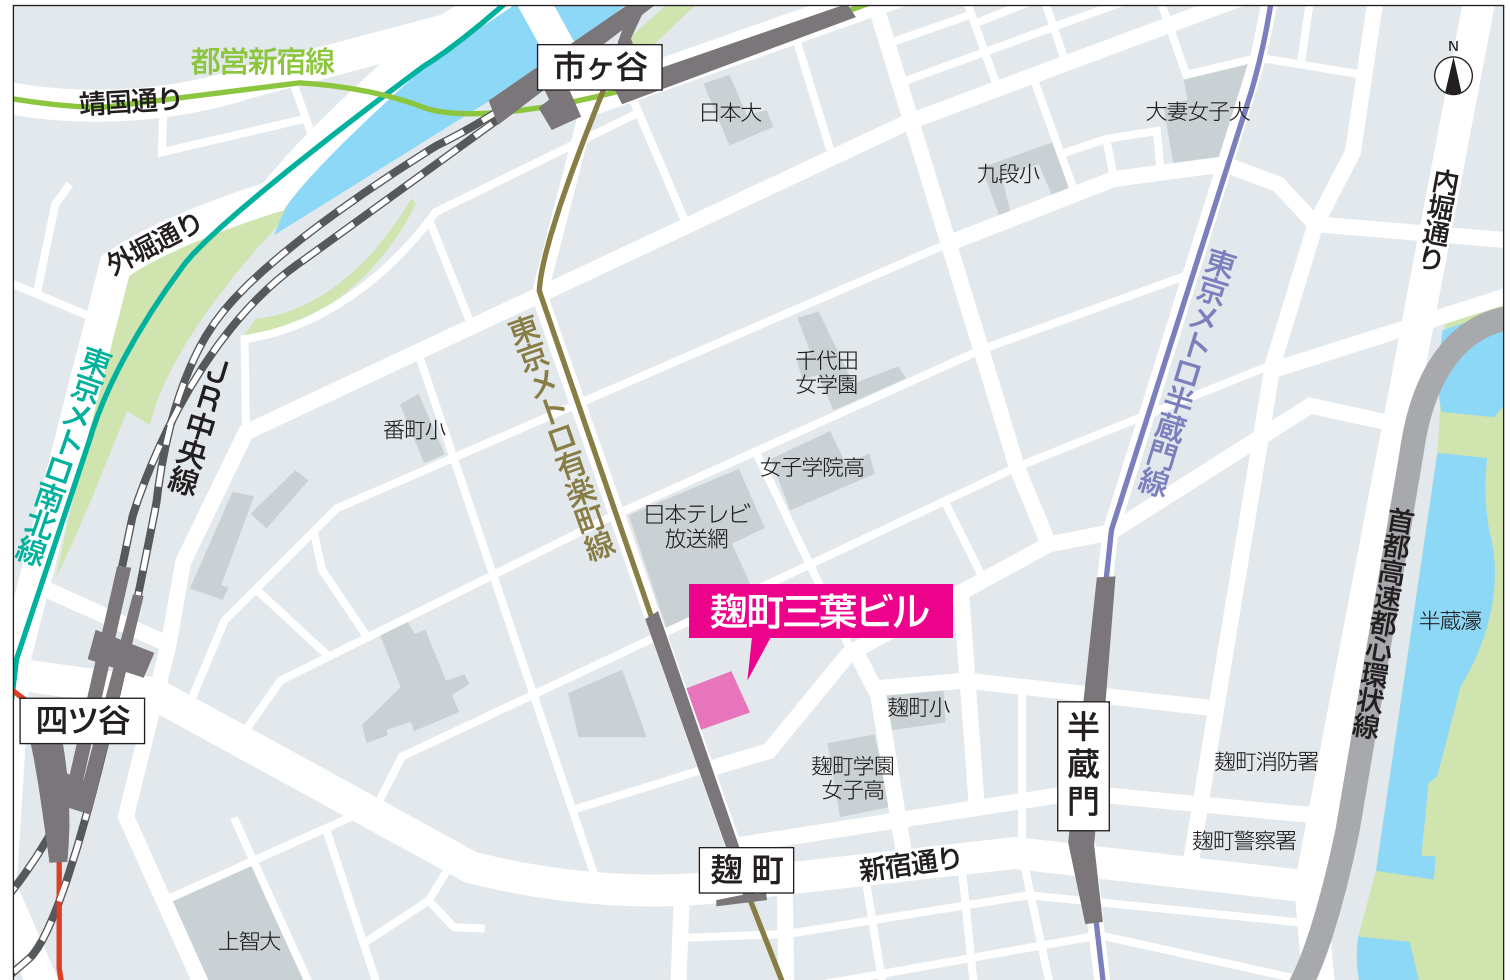 都営新宿線
靖国通り
市ヶ谷
N
日本大
大妻女子大
九段小
内堀通り
外堀通り
東京メトロ半蔵門線
東京メトロ有楽町線
東京メトロ南北線
JR中央線
千代田
女学園
番町小
女子学院高
日本テレビ
放送網
首都高速都心環状線
麹町三葉ビル
半蔵濠
四ツ谷
麹町小
半蔵門
麹町学園
女子高
麹町消防署
麹町警察署
麹町
新宿通り
上智大